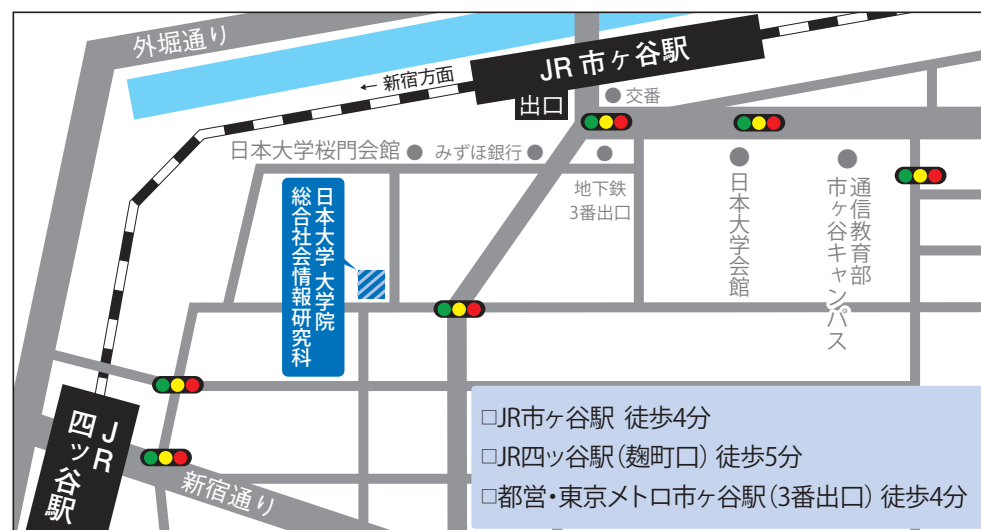 外堀通り
JR 市ヶ谷駅
← 新宿方面
出口
交番
日本大学桜門会館
みずほ銀行
地下鉄
3番出口
日本大学会館
通信教育部
市ヶ谷キャンパス
日本大学 大学院
総合社会情報研究科
JR
四ッ谷駅
新宿通り
□JR市ヶ谷駅 徒歩4分
□JR四ッ谷駅(麹町口) 徒歩5分
□都営・東京メトロ市ヶ谷駅(3番出口) 徒歩4分